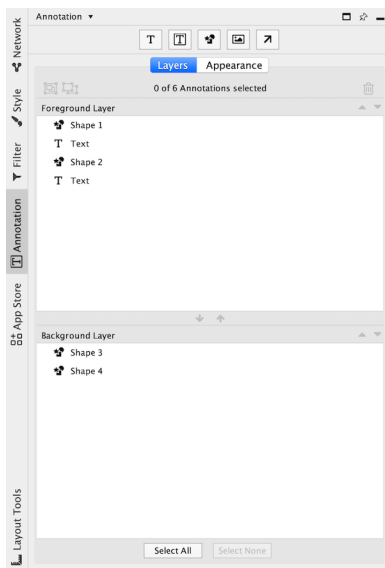 Network
Style
Filter
Annotation
App Store
Layout Tools
Annotation
T
T
Layers Appearance
0 of 6 Annotations selected
Foreground Layer
Shape 1
T Text
Shape 2
T Text
Background Layer
Shape 3
Shape 4
Select All Select None